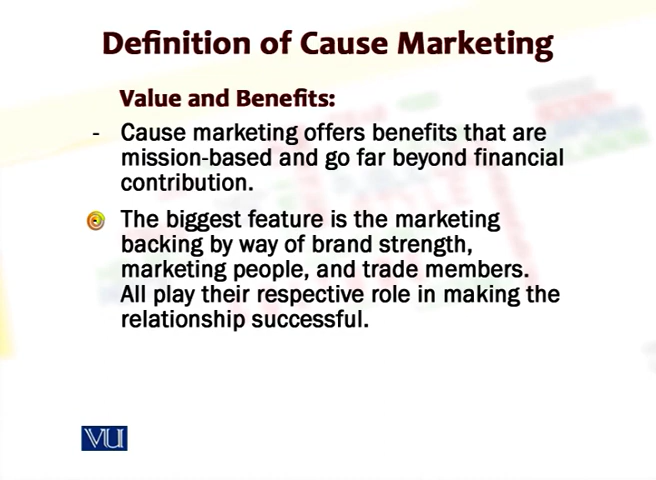 Definition of Cause Marketing
Value and Benefits:
- Cause marketing offers benefits that are
mission-based and go far beyond financial
contribution.
The biggest feature is the marketing
backing by way of brand strength,
marketing people, and trade members.
All play their respective role in making the
relationship successful.
VU